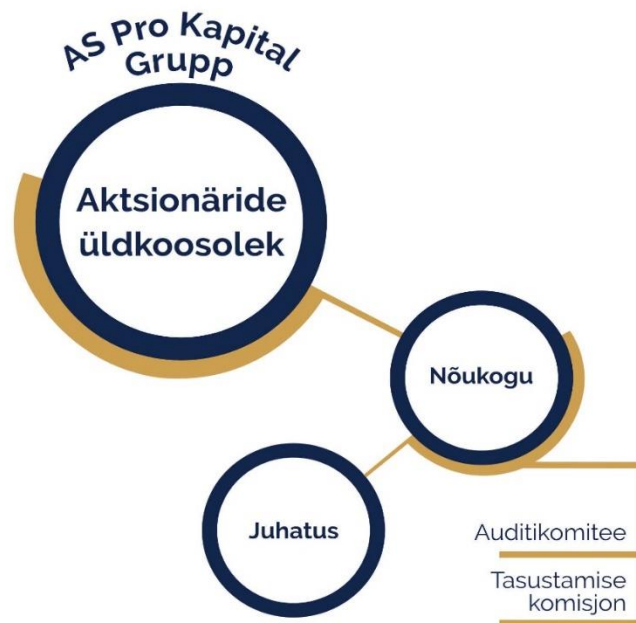 AS Pro Kapital
Grupp
Aktsionäride
üldkoosolek
Nõukogu
Juhatus
Auditikomitee
Tasustamise
komisjon